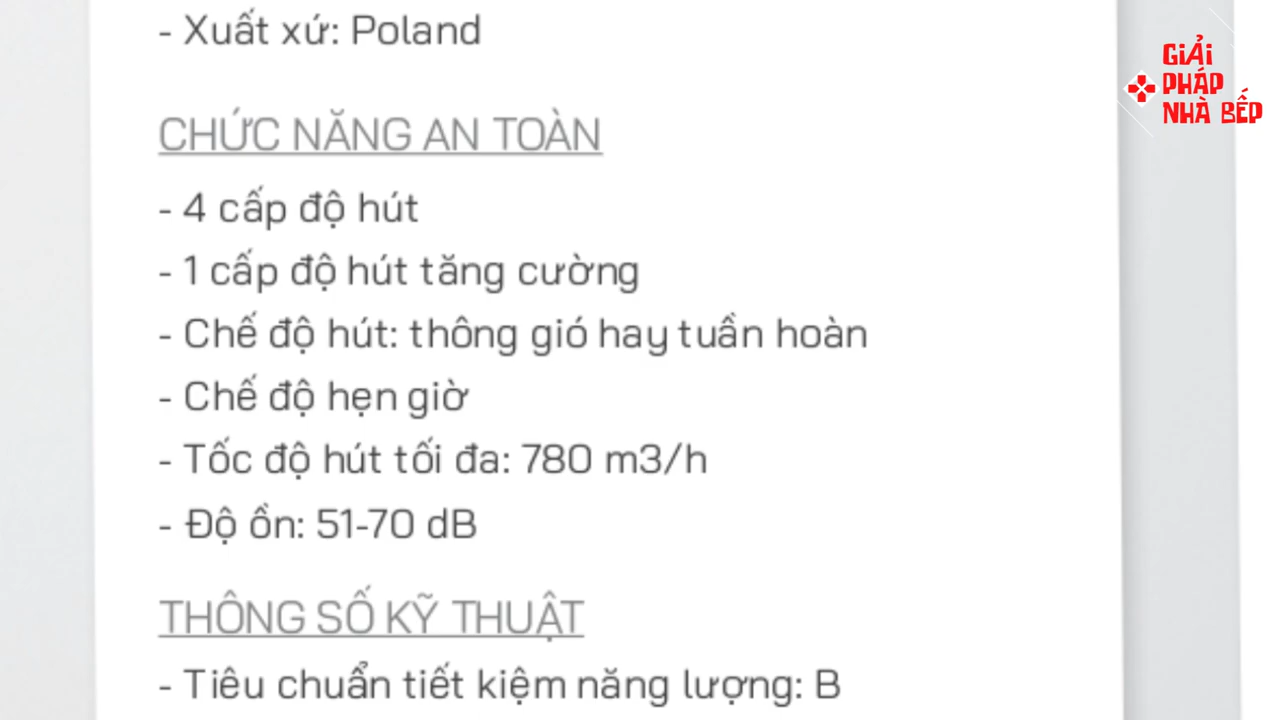 - Xuất xứ: Poland
GIẢI
PHÁP
NHÀ BẾP
CHỨC NĂNG AN TOÀN
- 4 cấp độ hút
- 1 cấp độ hút tăng cường
- Chế độ hút: thông gió hay tuần hoàn
- Chế độ hẹn giờ
- Tốc độ hút tối đa: 780 m3/h
- Độ ồn: 51-70 dB
THÔNG SỐ KỸ THUẬT
- Tiêu chuẩn tiết kiệm năng lượng: B